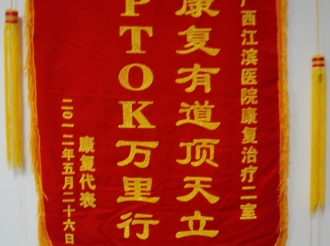 广西江滨医院康复治疗二室
康复有道顶天立
PTOK万里行
康复代表
二〇一二年五月二十六日